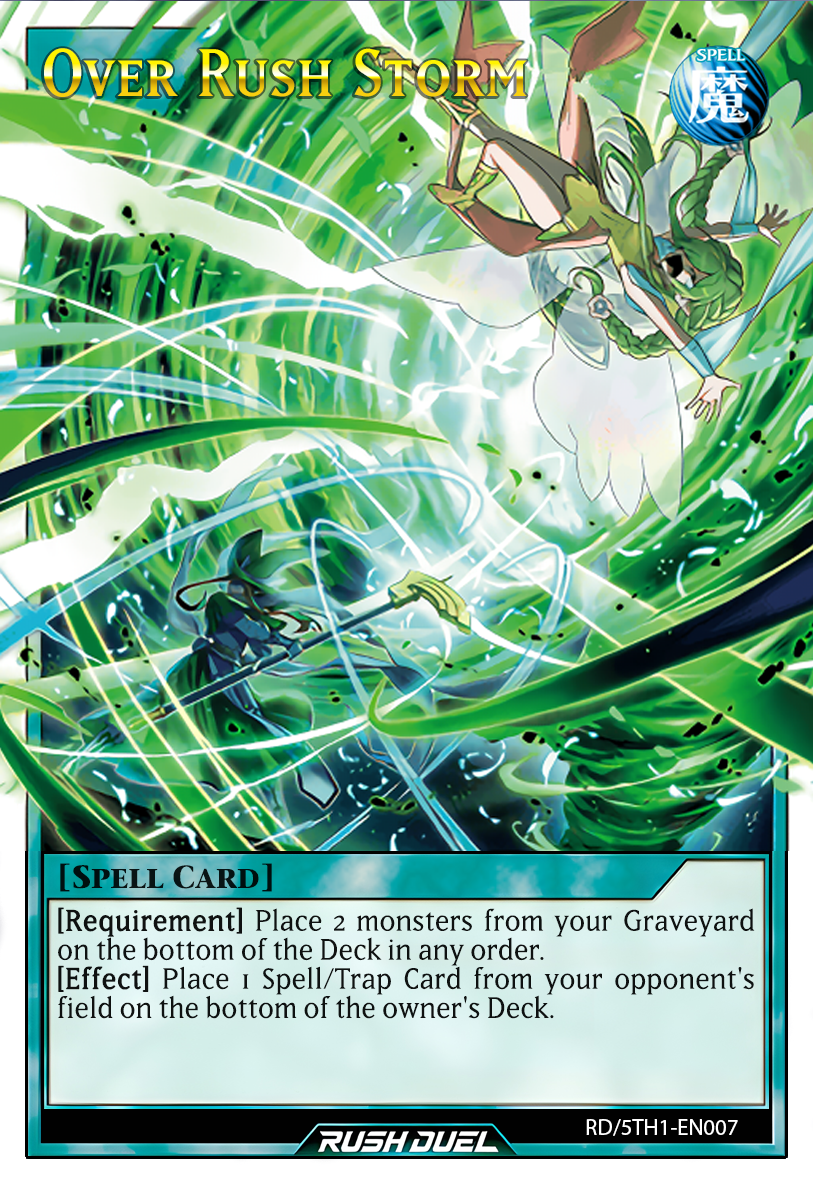 Over Rush Storm
SPELL
魔
[Spell Card]
[Requirement] Place 2 monsters from your Graveyard
on the bottom of the Deck in any order.
[Effect] Place 1 Spell/Trap Card from your opponent's
field on the bottom of the owner's Deck.
RD/5TH1-EN007
RUSH DUEL